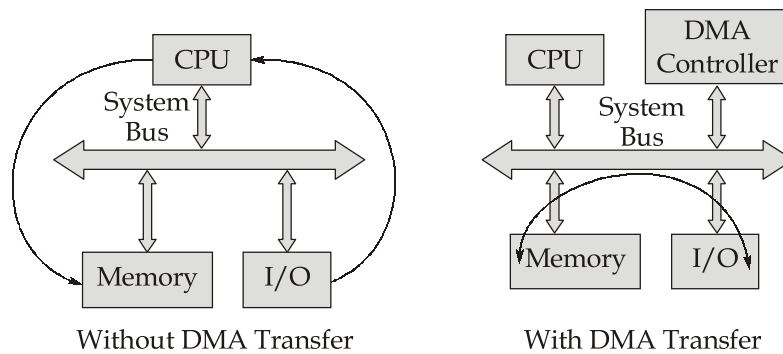 CPU
System
Bus
Memory
I/O
Without DMA Transfer
CPU
DMA
Controller
System
Bus
Memory
I/O
With DMA Transfer